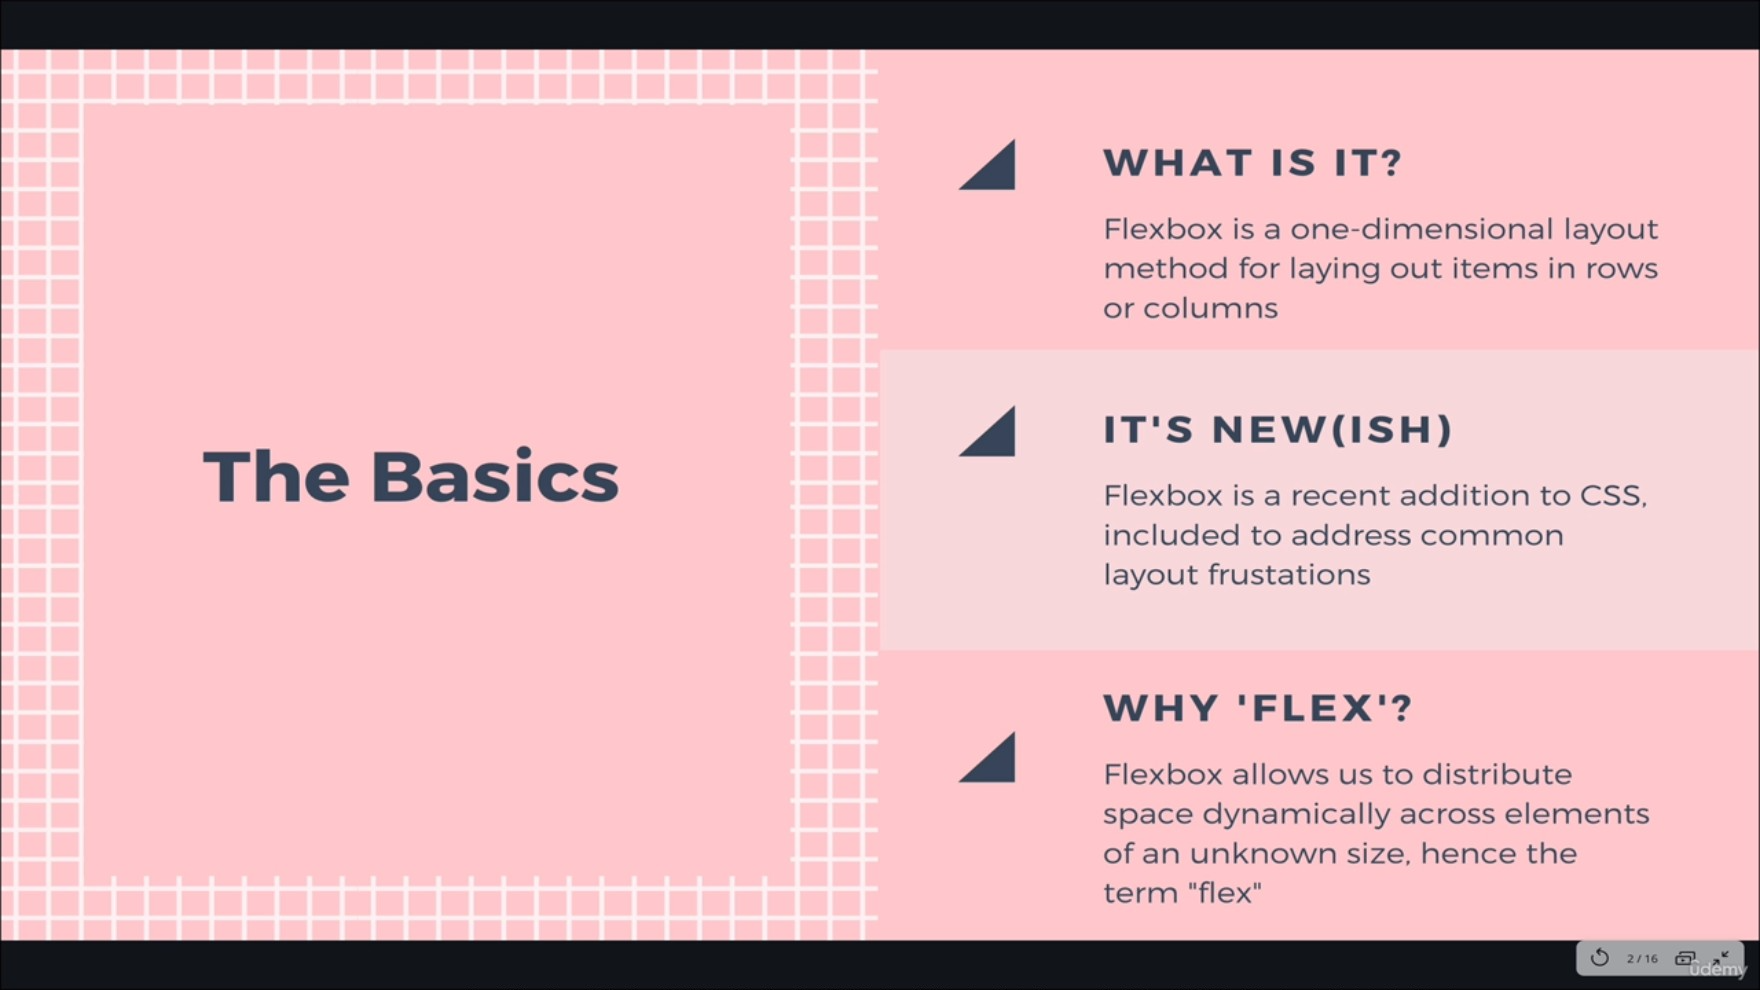 The Basics
WHAT IS IT?
Flexbox is a one-dimensional layout
method for laying out items in rows
or columns
IT'S NEW(ISH)
Flexbox is a recent addition to CSS,
included to address common
layout frustations
WHY 'FLEX'?
Flexbox allows us to distribute
space dynamically across elements
of an unknown size, hence the
term "flex"
2 / 16
ûdemy